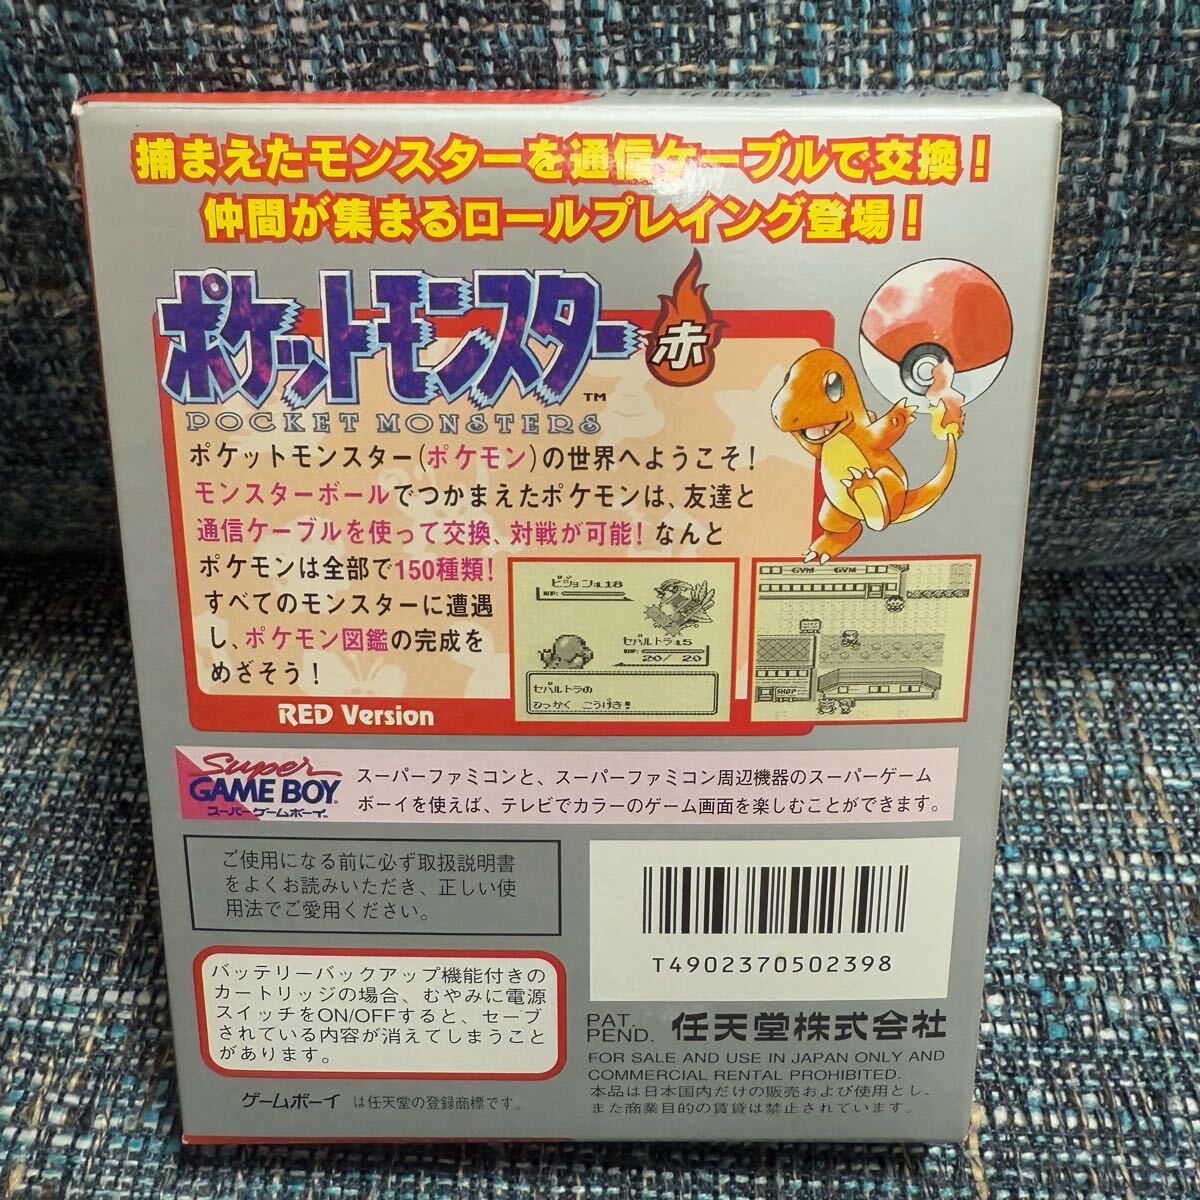 捕まえたモンスターを通信ケーブルで交換！
仲間が集まるロールプレイング登場！
ポケットモンスター 赤
TM
POCKET MONSTERS
ポケットモンスター(ポケモン)の世界へようこそ！
モンスターボールでつかまえたポケモンは、友達と
通信ケーブルを使って交換、対戦が可能！なんと
ポケモンは全部で150種類！
すべてのモンスターに遭遇
し、ポケモン図鑑の完成を
めざそう！
RED Version
ピジョン:L18
HP:
セパルトラ:L5
HP:
20/ 20
セパルトラの
ひっかく こうげき！
GYM GYM
SHOP
Super
GAME BOY
スーパーゲームボーイ
スーパーファミコンと、スーパーファミコン周辺機器のスーパーゲーム
ボーイを使えば、テレビでカラーのゲーム画面を楽しむことができます。
ご使用になる前に必ず取扱説明書
をよくお読みいただき、正しい使
用法でご愛用ください。
バッテリーバックアップ機能付きの
カートリッジの場合、むやみに電源
スイッチをON/OFFすると、セーブ
されている内容が消えてしまうこと
があります。
ゲームボーイ は任天堂の登録商標です。
T4902370502398
PAT. PEND. 任天堂株式会社
FOR SALE AND USE IN JAPAN ONLY AND
COMMERCIAL RENTAL PROHIBITED.
本品は日本国内だけの販売および使用とし、
また商業目的の賃貸は禁止されています。